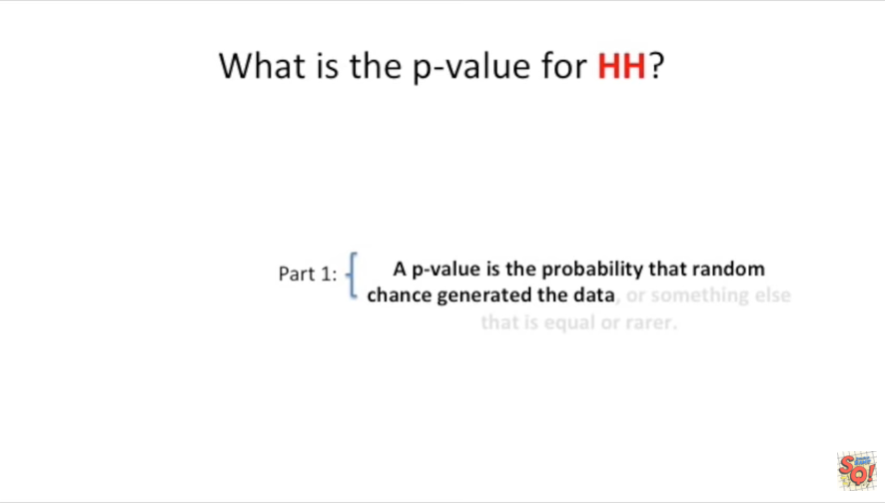 What is the p-value for HH?
Part 1: { A p-value is the probability that random
chance generated the data, or something else
that is equal or rarer.
SQ!